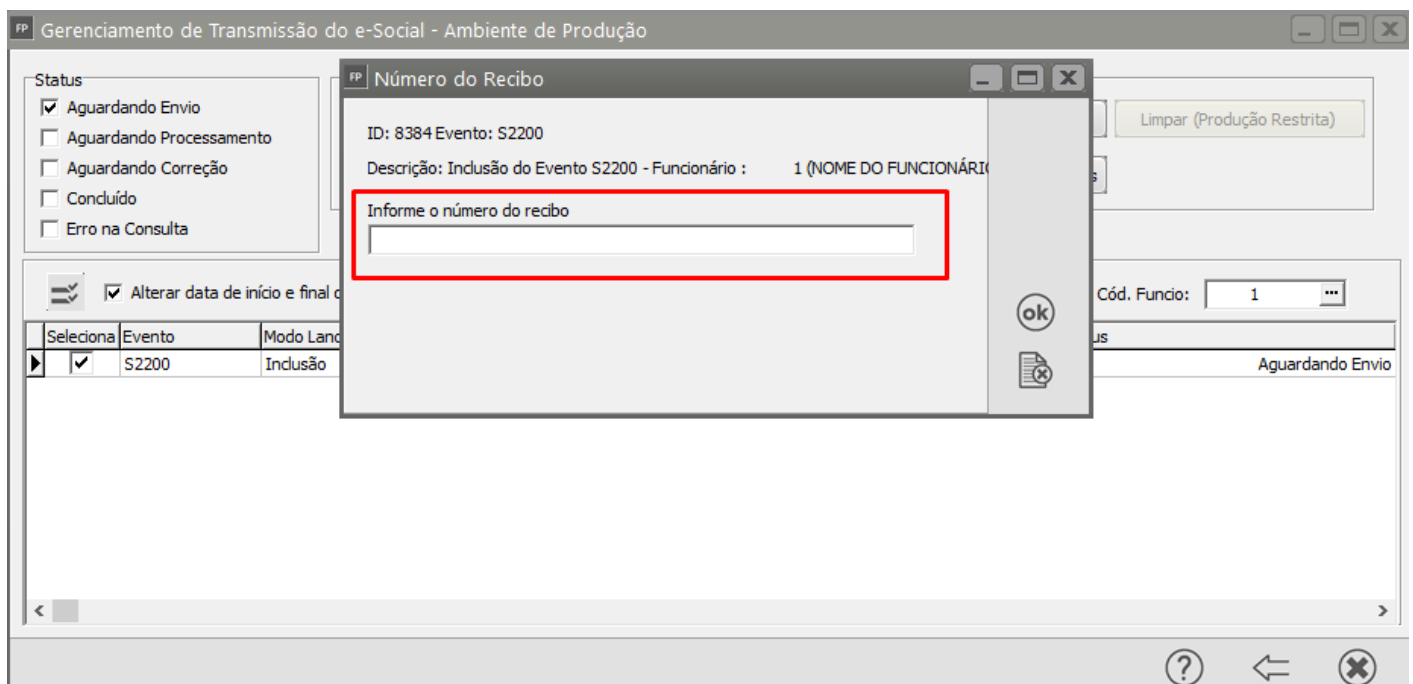 FP Gerenciamento de Transmissão do e-Social - Ambiente de Produção
Status
Aguardando Envio
Aguardando Processamento
Aguardando Correção
Concluído
Erro na Consulta
FP Número do Recibo
ID: 8384 Evento: S2200
Descrição: Inclusão do Evento S2200 - Funcionário : 1 (NOME DO FUNCIONÁRIO
Informe o número do recibo
ok
Limpar (Produção Restrita)
s
Alterar data de início e final d
Cód. Funcio: 1 ...
Seleciona Evento Modo Lanc us
S2200 Inclusão Aguardando Envio
?